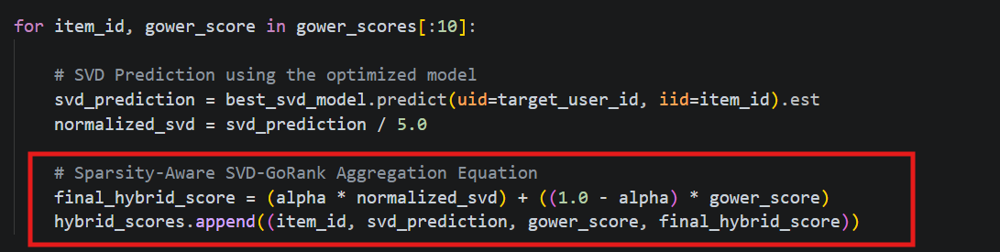 for item_id, gower_score in gower_scores[:10]:
# SVD Prediction using the optimized model
svd_prediction = best_svd_model.predict(uid=target_user_id, iid=item_id).est
normalized_svd = svd_prediction / 5.0
# Sparsity-Aware SVD-GoRank Aggregation Equation
final_hybrid_score = (alpha * normalized_svd) + ((1.0 - alpha) * gower_score)
hybrid_scores.append((item_id, svd_prediction, gower_score, final_hybrid_score))